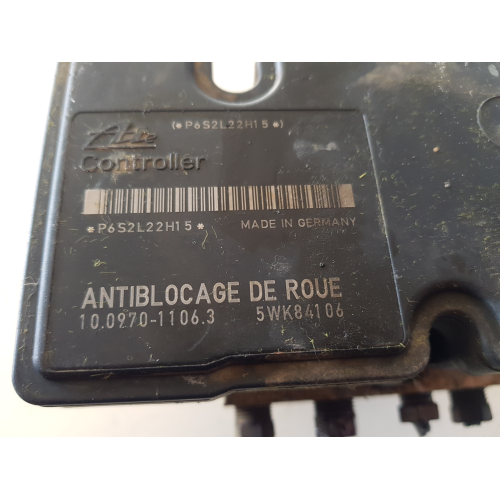 (*P6S2L22H15*)
Ate
Controller
*P6S2L22H15* MADE IN GERMANY
ANTIBLOCAGE DE ROUE
10.0970-1106.3 5WK84106